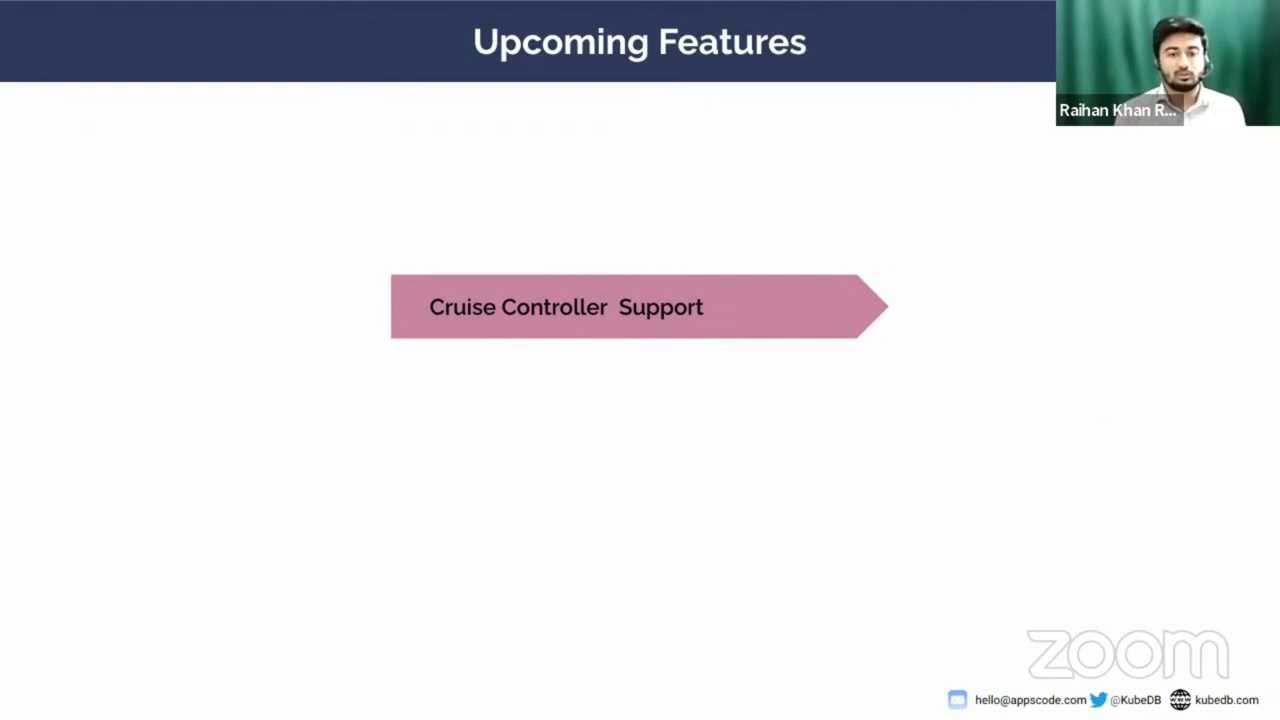 Upcoming Features
Raihan Khan R...
Cruise Controller  Support
zoom
hello@appscode.com @KubeDB kubedb.com